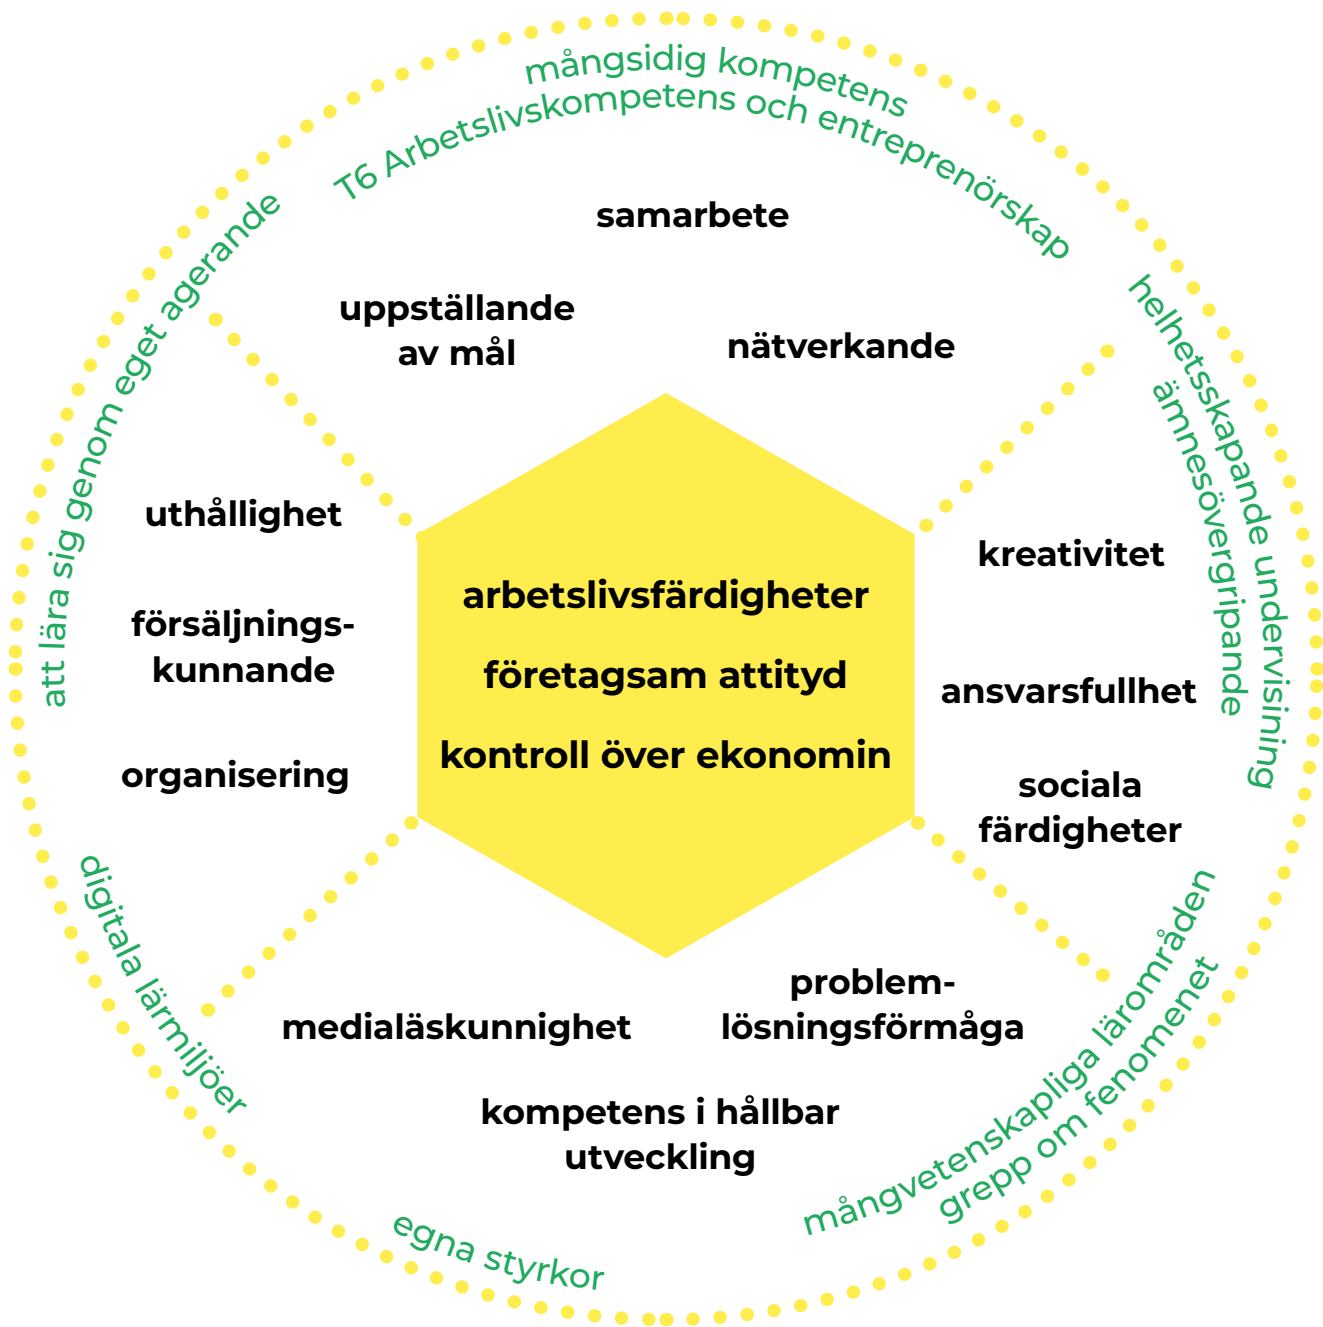 mångsidig kompetens
T6 Arbetslivskompetens och entreprenörskap
att lära sig genom eget agerande
helhetsskapande undervisining
ämnesövergripande
samarbete
uppställande
av mål
nätverkande
uthållighet
försäljnings-
kunnande
organisering
arbetslivsfärdigheter
företagsam attityd
kontroll över ekonomin
kreativitet
ansvarsfullhet
sociala
färdigheter
medialäskunnighet
problem-
lösningsförmåga
kompetens i hållbar
utveckling
digitala lärmiljöer
egna styrkor
mångvetenskapliga lärområden
grepp om fenomenet